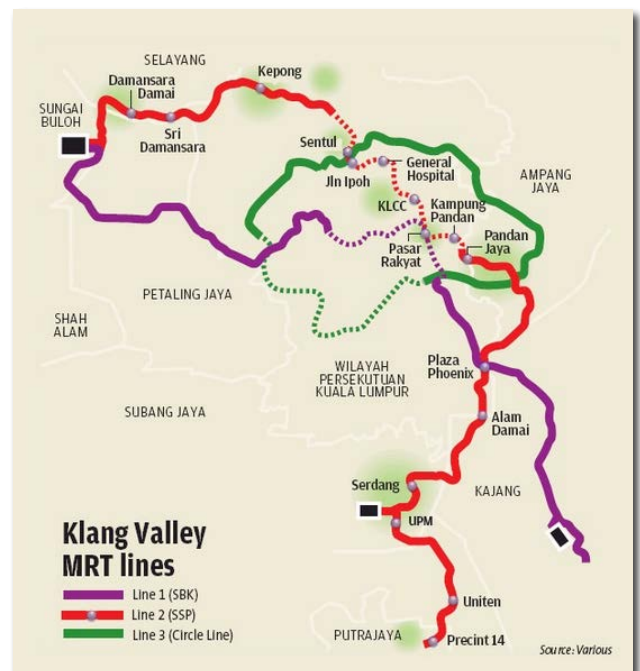 SELAYANG
Damansara
Damai
Kepong
SUNGAI
BULOH
Sri
Damansara
Sentul
Jln Ipoh
General
Hospital
AMPANG
JAYA
KLCC
Kampung
Pandan
Pasar
Rakyat
Pandan
Jaya
PETALING JAYA
SHAH
ALAM
WILAYAH
PERSEKUTUAN
KUALA LUMPUR
Plaza
Phoenix
SUBANG JAYA
Alam
Damai
Serdang
KAJANG
UPM
Klang Valley
MRT lines
Line 1 (SBK)
Line 2 (SSP)
Line 3 (Circle Line)
Uniten
PUTRAJAYA
Precint 14
Source: Various